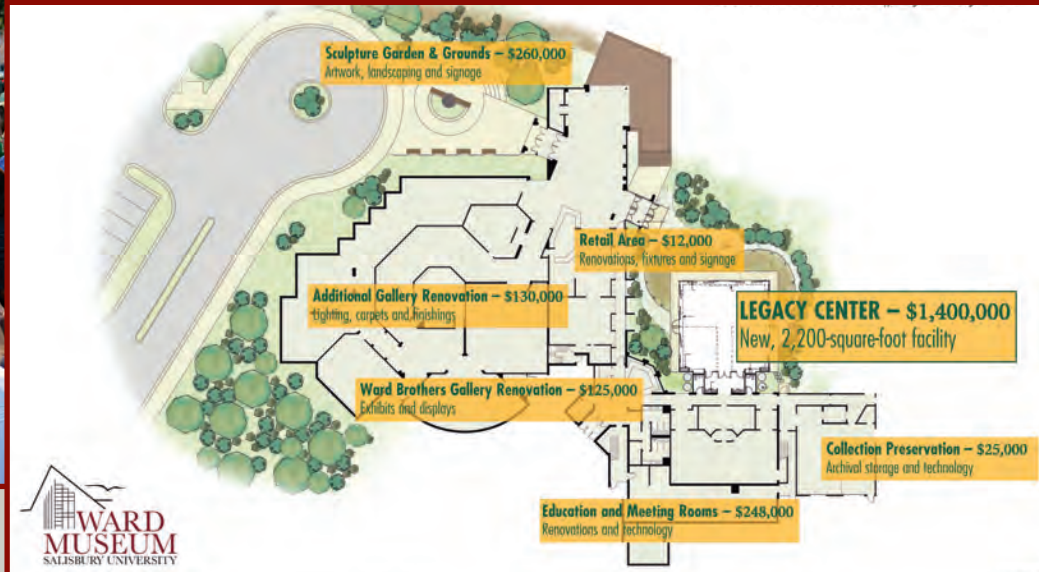 Sculpture Garden & Grounds – $260,000
Artwork, landscaping and signage
Retail Area – $12,000
Renovations, fixtures and signage
Additional Gallery Renovation – $130,000
Lighting, carpets and finishings
LEGACY CENTER – $1,400,000
New, 2,200-square-foot facility
Ward Brothers Gallery Renovation – $125,000
Exhibits and displays
Collection Preservation – $25,000
Archival storage and technology
Education and Meeting Rooms – $248,000
Renovations and technology
WARD
MUSEUM
SALISBURY UNIVERSITY